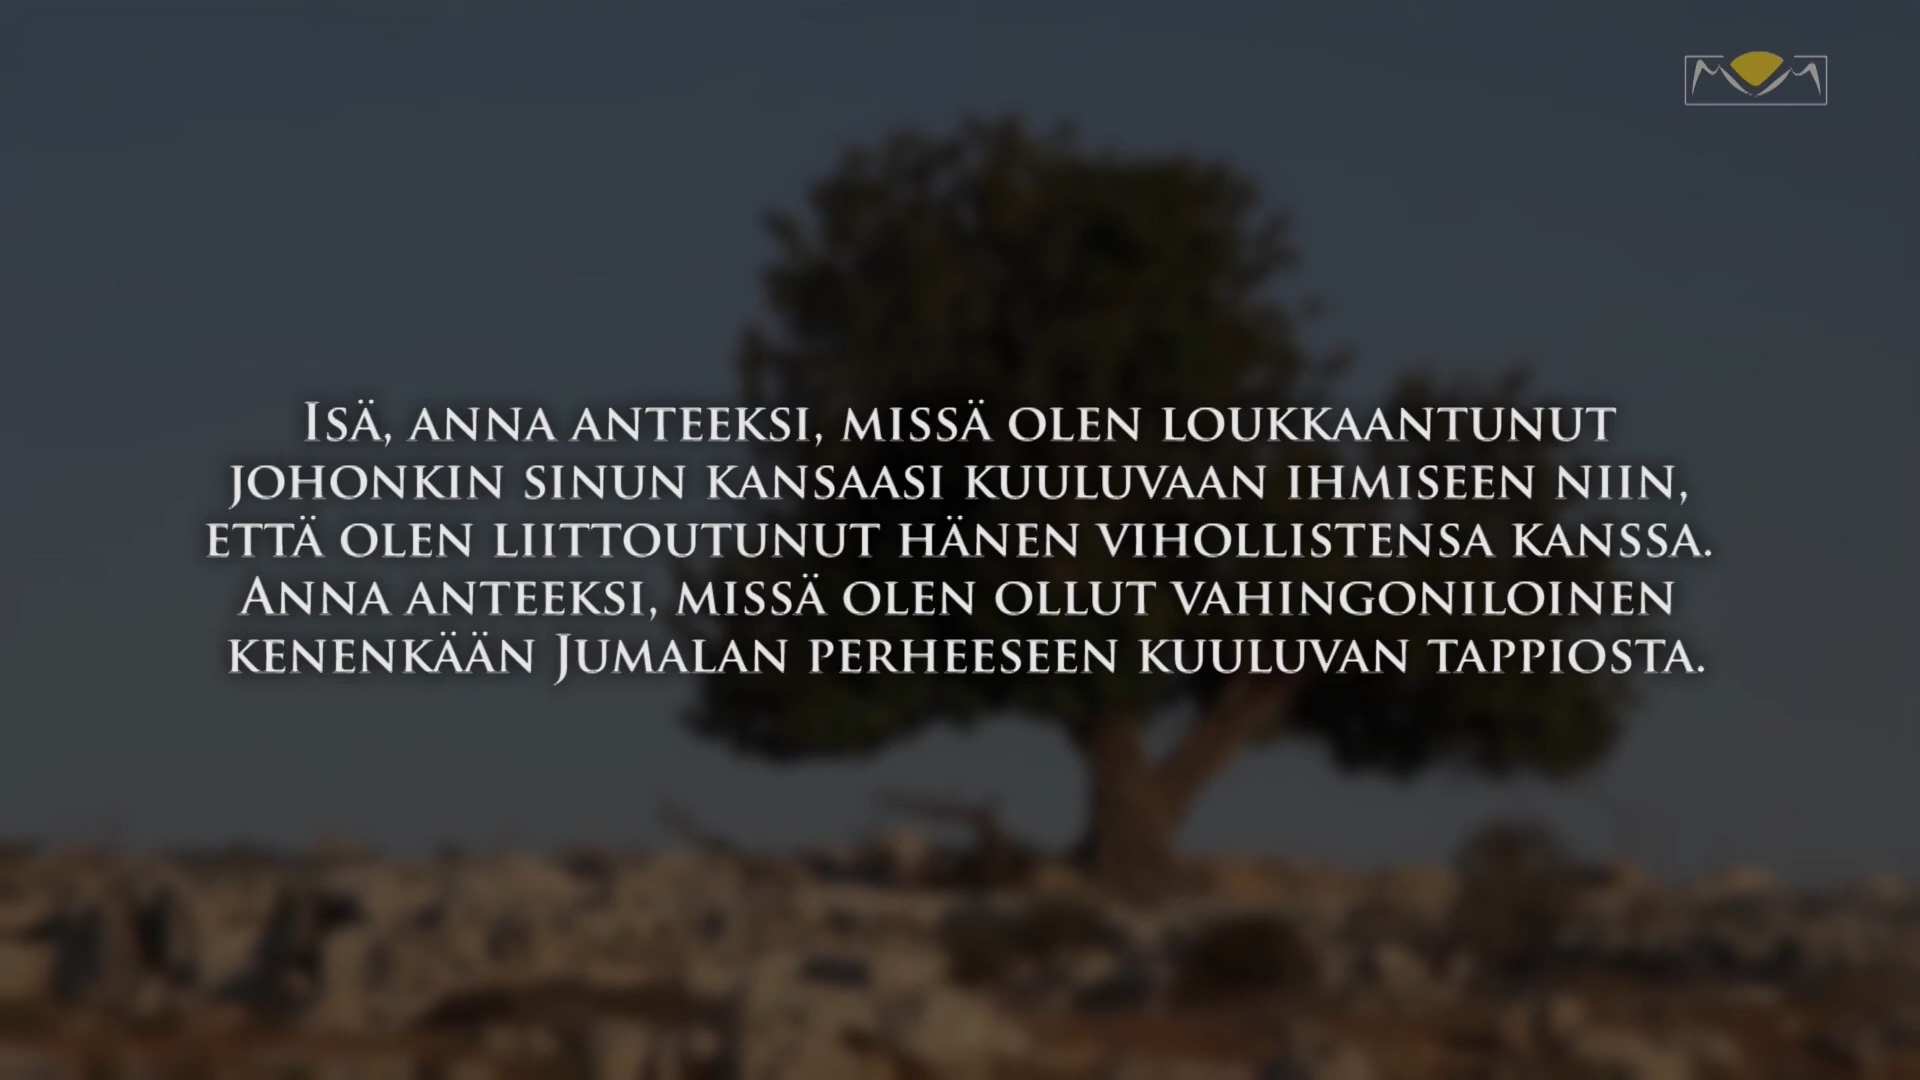 Isä, anna anteeksi, missä olen loukkaantunut
johonkin sinun kansaasi kuuluvaan ihmiseen niin,
että olen liittoutunut hänen vihollistensa kanssa.
Anna anteeksi, missä olen ollut vahingoniloinen
kenenkään Jumalan perheeseen kuuluvan tappiosta.